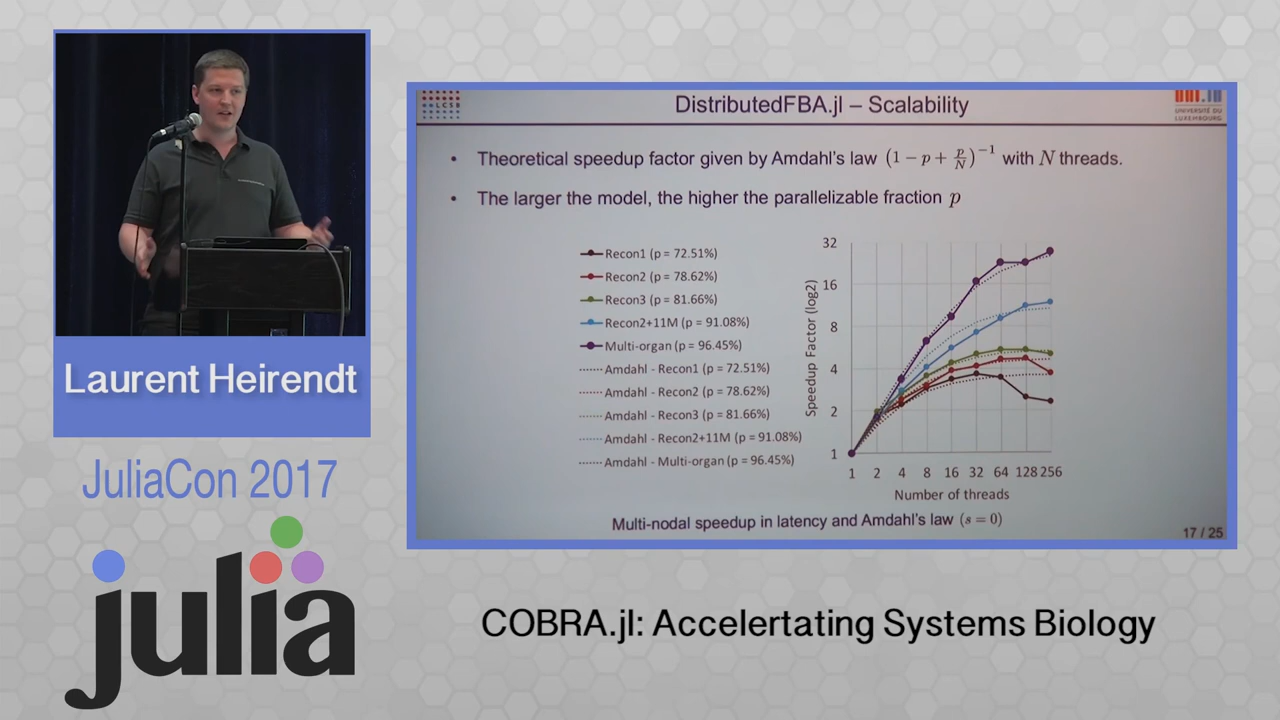 Laurent Heirendt
JuliaCon 2017
julia
LCSB
DistributedFBA.jl – Scalability
UNIVERSITÉ DU
LUXEMBOURG
• Theoretical speedup factor given by Amdahl's law (1 − p + p/N)^−1 with N threads.
• The larger the model, the higher the parallelizable fraction p
Recon1 (p = 72.51%)
Recon2 (p = 78.62%)
Recon3 (p = 81.66%)
Recon2+11M (p = 91.08%)
Multi-organ (p = 96.45%)
Amdahl - Recon1 (p = 72.51%)
Amdahl - Recon2 (p = 78.62%)
Amdahl - Recon3 (p = 81.66%)
Amdahl - Recon2+11M (p = 91.08%)
Amdahl - Multi-organ (p = 96.45%)
Speedup Factor (log2)
32
16
8
4
2
1
1 2 4 8 16 32 64 128 256
Number of threads
Multi-nodal speedup in latency and Amdahl's law (s = 0)
17 / 25
COBRA.jl: Accelertating Systems Biology